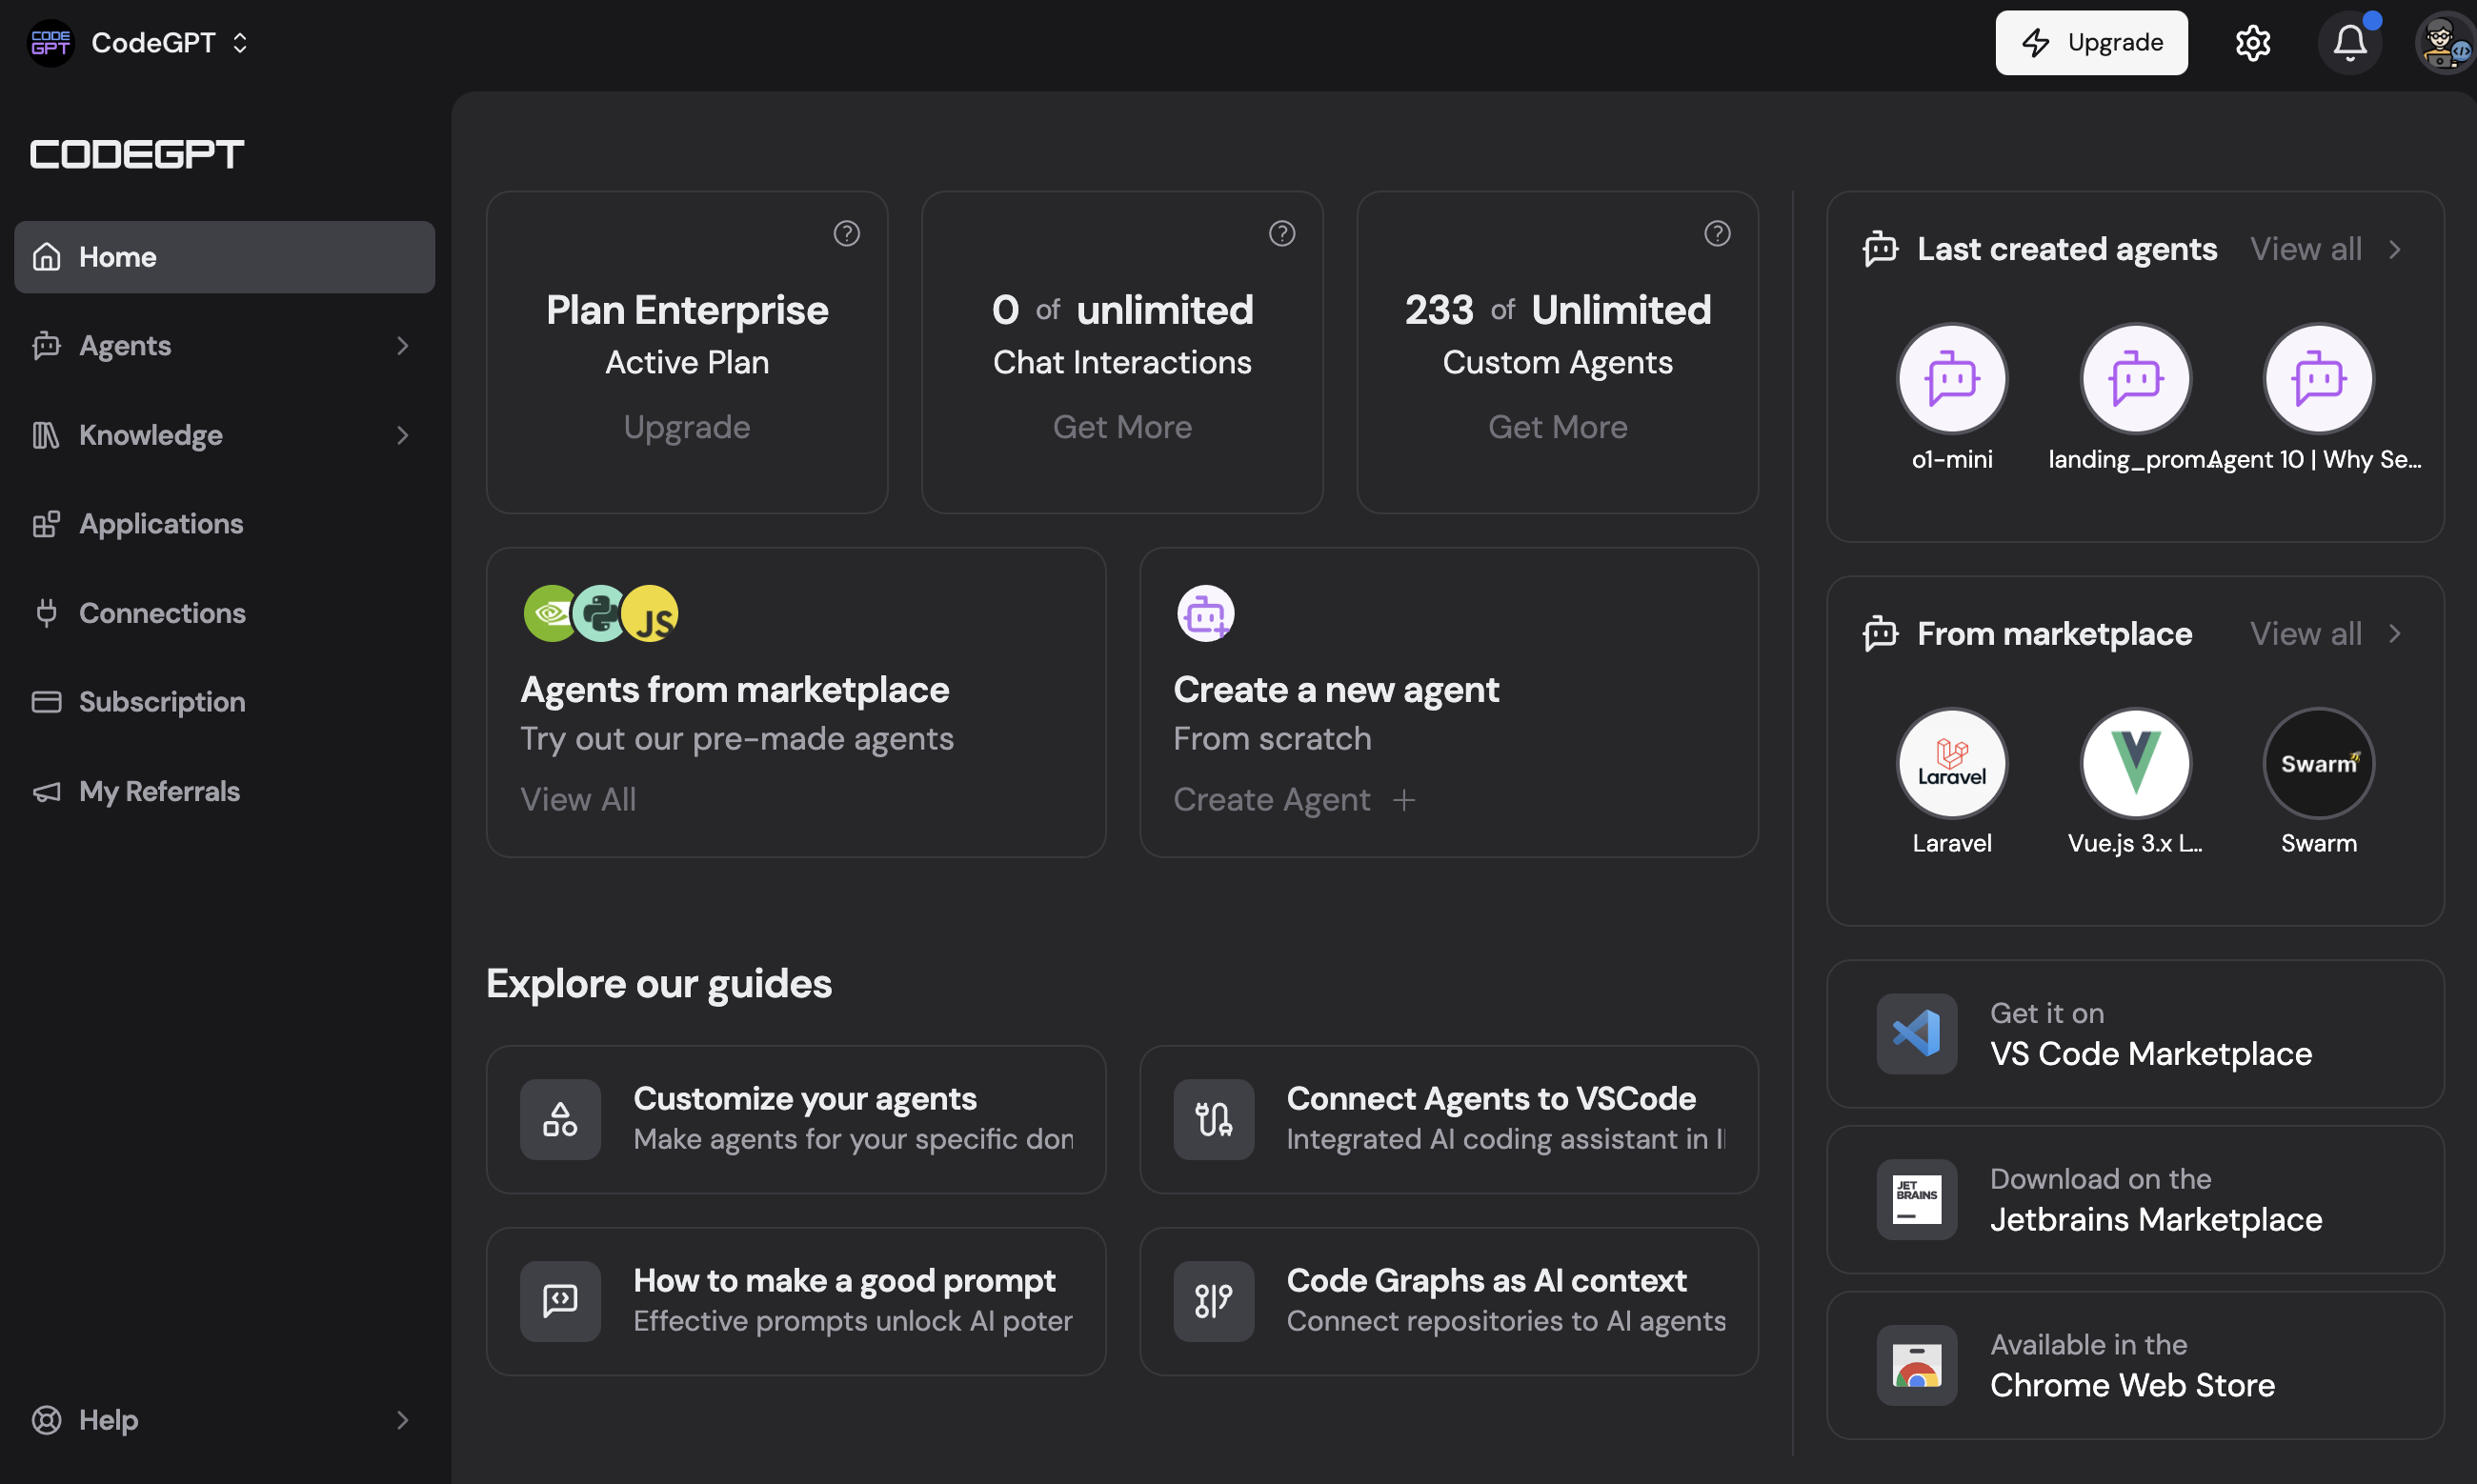 CODE
GPT
CodeGPT
Upgrade
CODEGPT
Home
Agents
Knowledge
Applications
Connections
Subscription
My Referrals
Help
Plan Enterprise
Active Plan
Upgrade
0 of unlimited
Chat Interactions
Get More
233 of Unlimited
Custom Agents
Get More
JS
Agents from marketplace
Try out our pre-made agents
View All
Create a new agent
From scratch
Create Agent +
Explore our guides
Customize your agents
Make agents for your specific don
Connect Agents to VSCode
Integrated AI coding assistant in I
How to make a good prompt
Effective prompts unlock AI poter
Code Graphs as AI context
Connect repositories to AI agents
Last created agents View all
o1-mini
landing_prom...
Agent 10 | Why Se...
From marketplace View all
Laravel
Swarm
Laravel
Vue.js 3.x L...
Swarm
Get it on
VS Code Marketplace
JET
BRAINS
Download on the
Jetbrains Marketplace
Available in the
Chrome Web Store